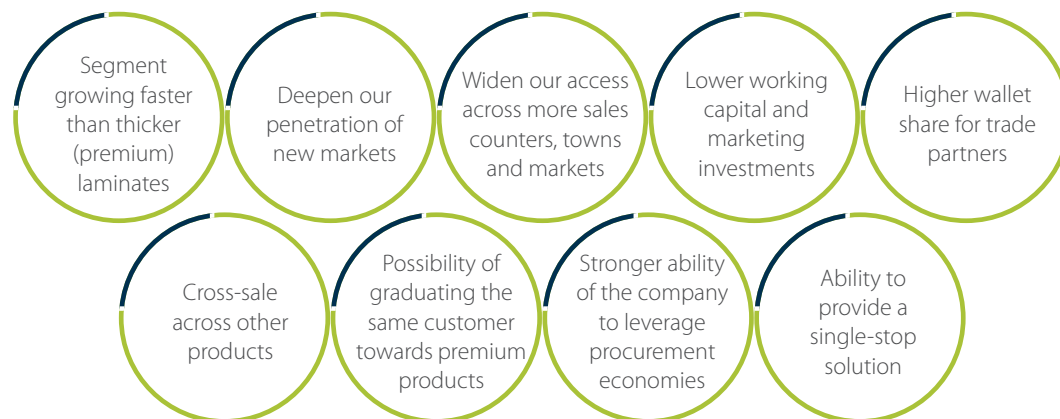 Segment
growing faster
than thicker
(premium)
laminates
Deepen our
penetration of
new markets
Widen our access
across more sales
counters, towns
and markets
Lower working
capital and
marketing
investments
Higher wallet
share for trade
partners
Cross-sale
across other
products
Possibility of
graduating the
same customer
towards premium
products
Stronger ability
of the company
to leverage
procurement
economies
Ability to
provide a
single-stop
solution